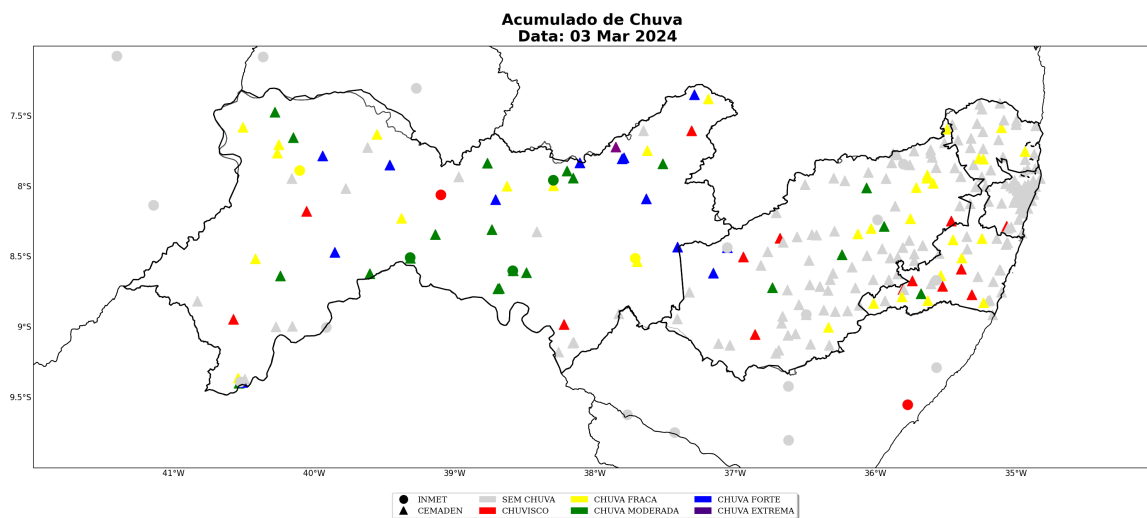 Acumulado de Chuva
Data: 03 Mar 2024
7.5°S
8°S
8.5°S
9°S
9.5°S
41°W 40°W 39°W 38°W 37°W 36°W 35°W
INMET SEM CHUVA CHUVA FRACA CHUVA FORTE
CEMADEN CHUVISCO CHUVA MODERADA CHUVA EXTREMA